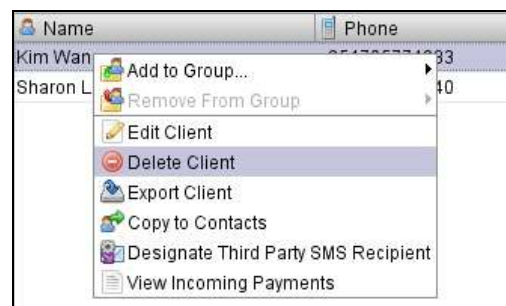 Name Phone
Kim Wan 33
Add to Group...
Sharon L 40
Remove From Group
Edit Client
Delete Client
Export Client
Copy to Contacts
Designate Third Party SMS Recipient
View Incoming Payments